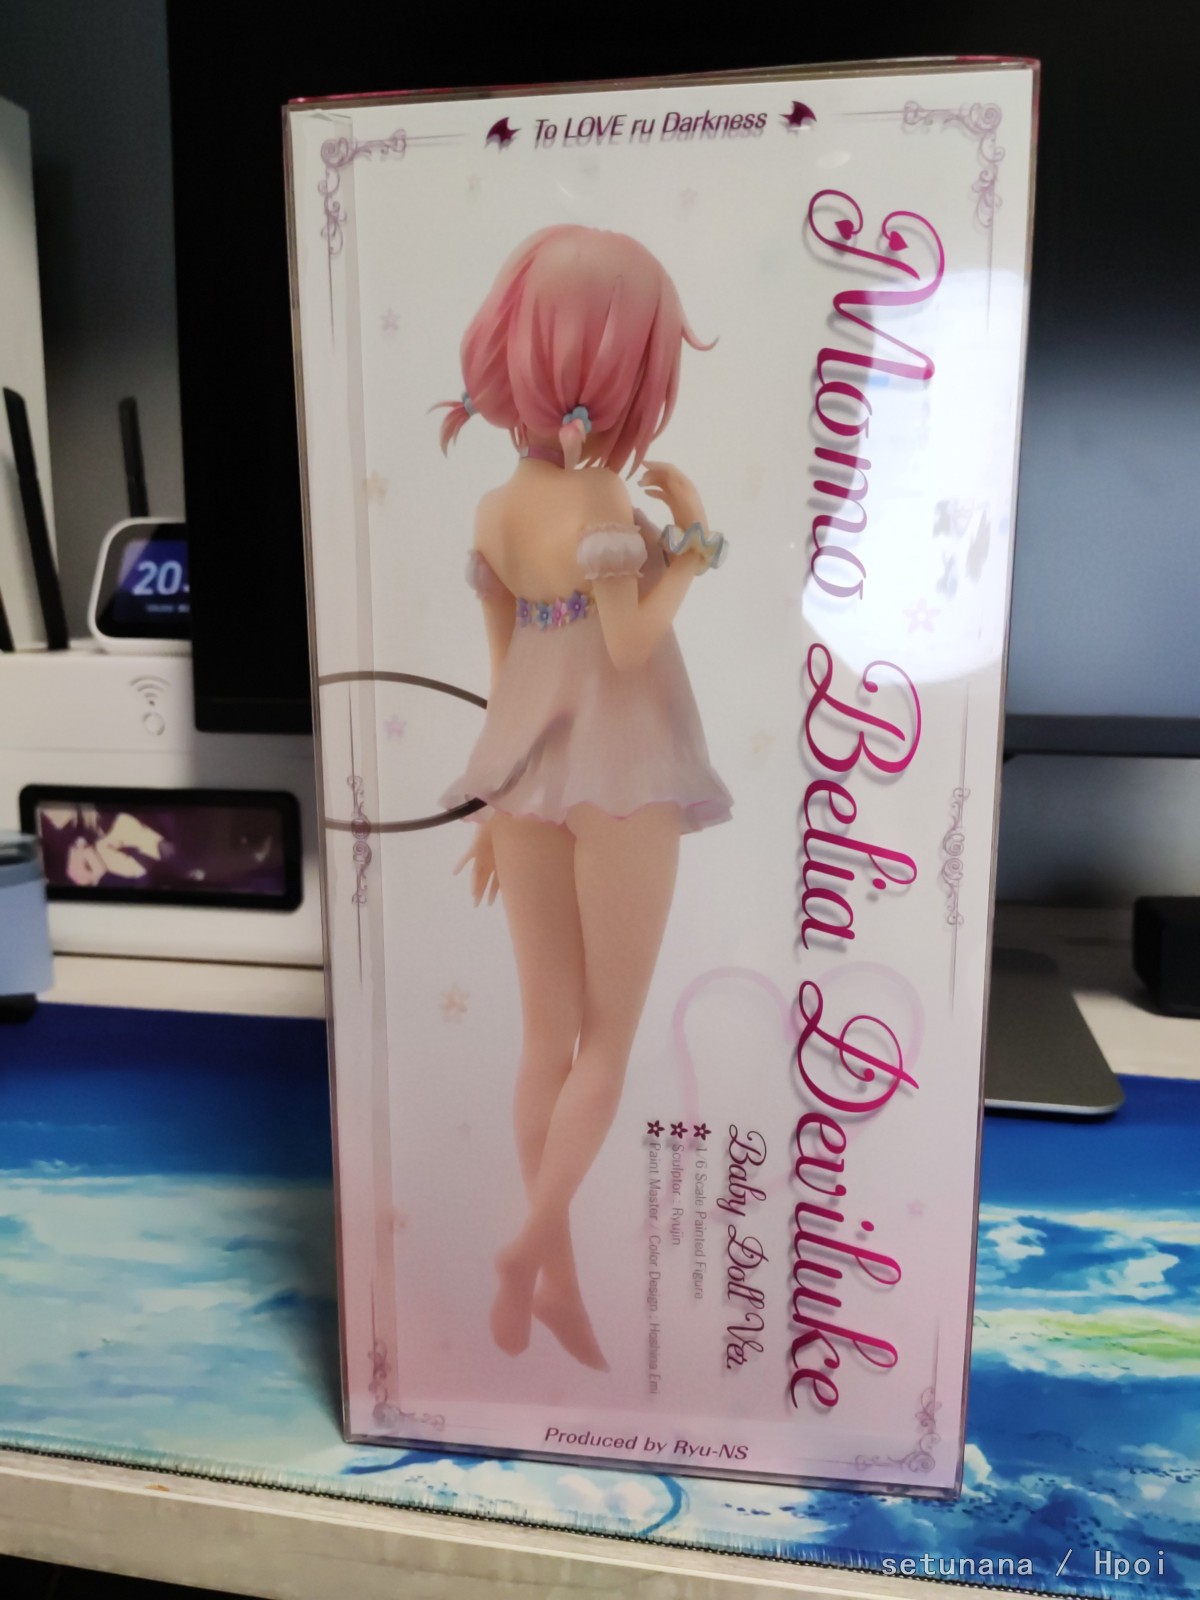 To LOVE ru Darkness
Momo Belia Deviluke
Baby Doll Ver.
1/6 Scale Painted Figure
Sculptor : Ryujin
Paint Master / Color Design : Hoshina Emi
Produced by Ryu-NS
20:
setunana / Hpoi